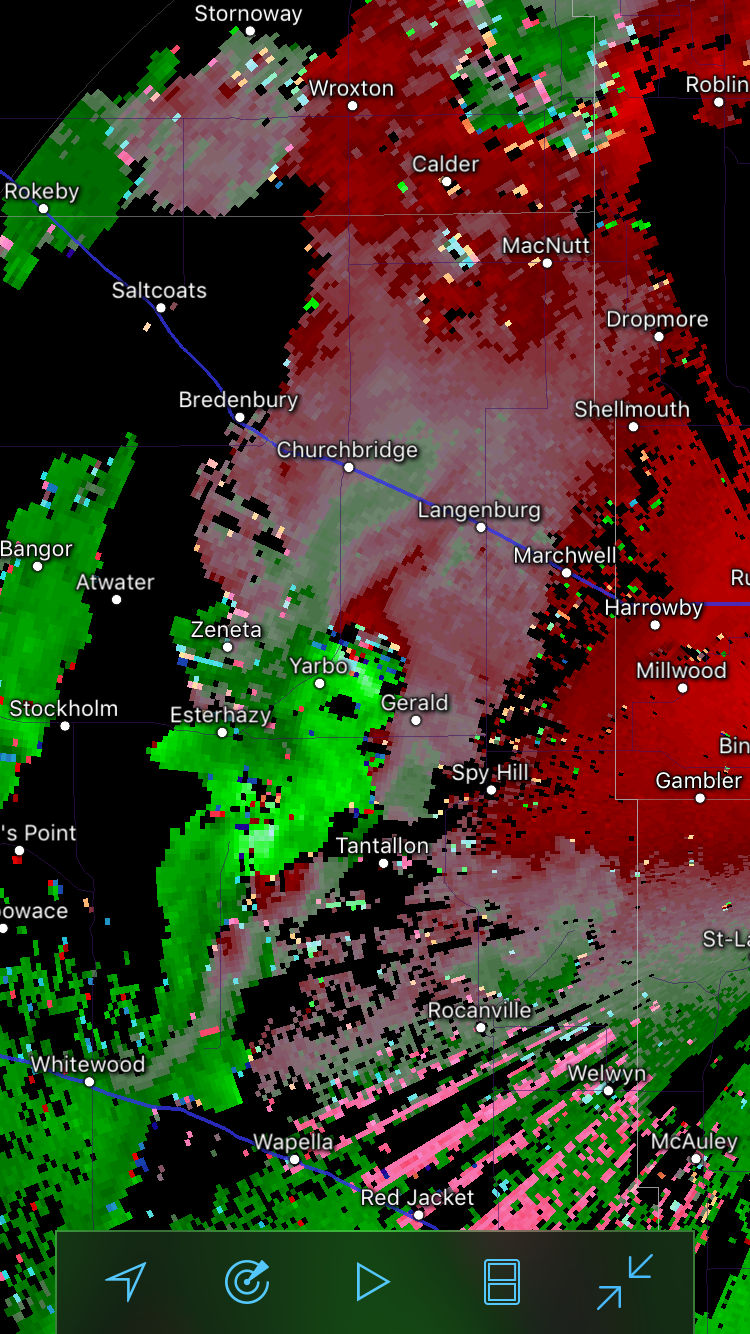 Stornoway
Wroxton
Roblin
Calder
Rokeby
MacNutt
Saltcoats
Dropmore
Bredenbury
Shellmouth
Churchbridge
Langenburg
Bangor
Marchwell
Atwater
Ru
Harrowby
Zeneta
Yarbo
Millwood
Stockholm
Gerald
Esterhazy
Bin
Spy Hill
Gambler
's Point
Tantallon
owace
St-La
Rocanville
Whitewood
Welwyn
Wapella
McAuley
Red Jacket